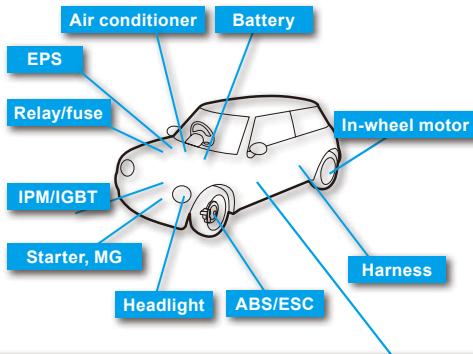 Air conditioner
Battery
EPS
Relay/fuse
In-wheel motor
IPM/IGBT
Starter, MG
Harness
Headlight
ABS/ESC